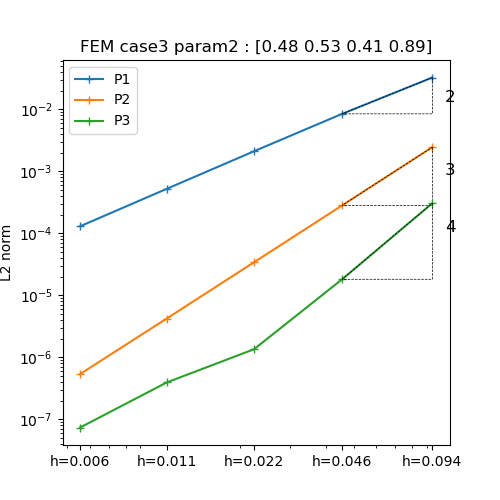 FEM case3 param2 : [0.48 0.53 0.41 0.89]
P1
P2
P3
2
3
4
L2 norm
10⁻²
10⁻³
10⁻⁴
10⁻⁵
10⁻⁶
10⁻⁷
h=0.006 h=0.011 h=0.022 h=0.046 h=0.094